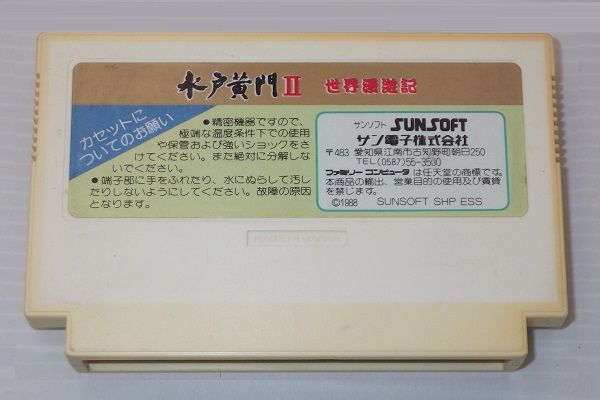 水戸黄門II 世界漫遊記
カセットに
ついてのお願い
●精密機器ですので、
極端な温度条件下での使用
や保管および強いショックをさ
けてください。また絶対に分解しな
いでください。
●端子部に手をふれたり、水にぬらして汚し
たりしないようにしてください。故障の原因
となります。
サンソフト SUNSOFT
サン電子株式会社
〒483 愛知県江南市古知野町朝日250
TEL(0587)55-3500
ファミリーコンピュータは任天堂の商標です。
本商品の輸出、営業目的の使用及び賃貸
を禁じます。
©1988 SUNSOFT SHP ESS
MADE IN JAPAN